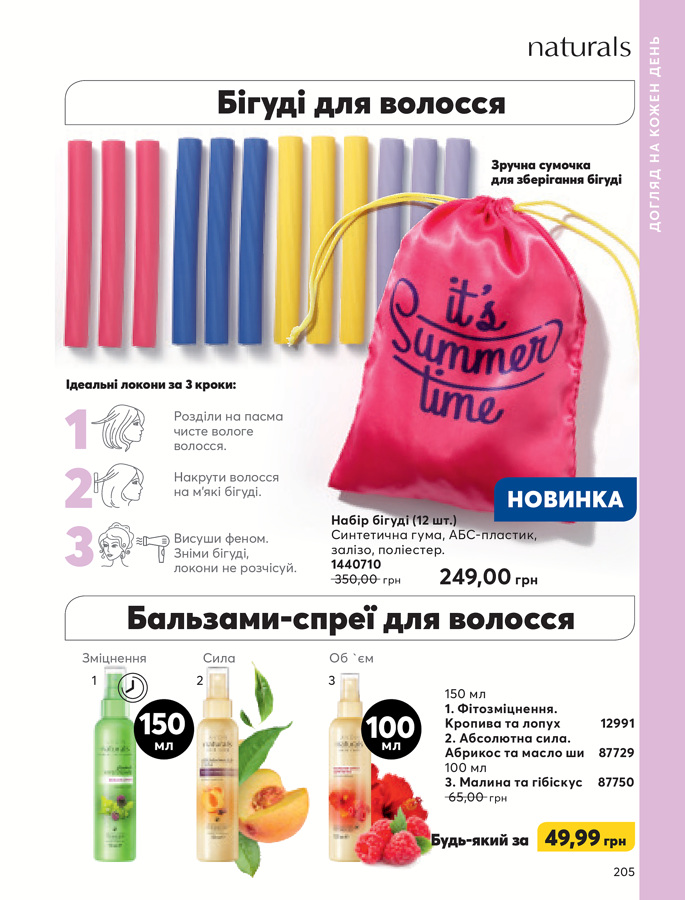 naturals
ДОГЛЯД НА КОЖЕН ДЕНЬ
Бігуді для волосся
Зручна сумочка
для зберігання бігуді
it's
Summer
time
Ідеальні локони за 3 кроки:
1
Розділи на пасма
чисте вологе
волосся.
2
Накрути волосся
на м'які бігуді.
3
Висуши феном.
Зніми бігуді,
локони не розчісуй.
НОВИНКА
Набір бігуді (12 шт.)
Синтетична гума, АБС-пластик,
залізо, поліестер.
1440710
350,00 грн 249,00 грн
Бальзами-спреї для волосся
Зміцнення
1
150
мл
naturals
Сила
2
naturals
Об `єм
3
100
мл
naturals
150 мл
1. Фітозміцнення.
Кропива та лопух 12991
2. Абсолютна сила.
Абрикос та масло ши 87729
100 мл
3. Малина та гібіскус 87750
65,00 грн
Будь-який за 49,99 грн
205